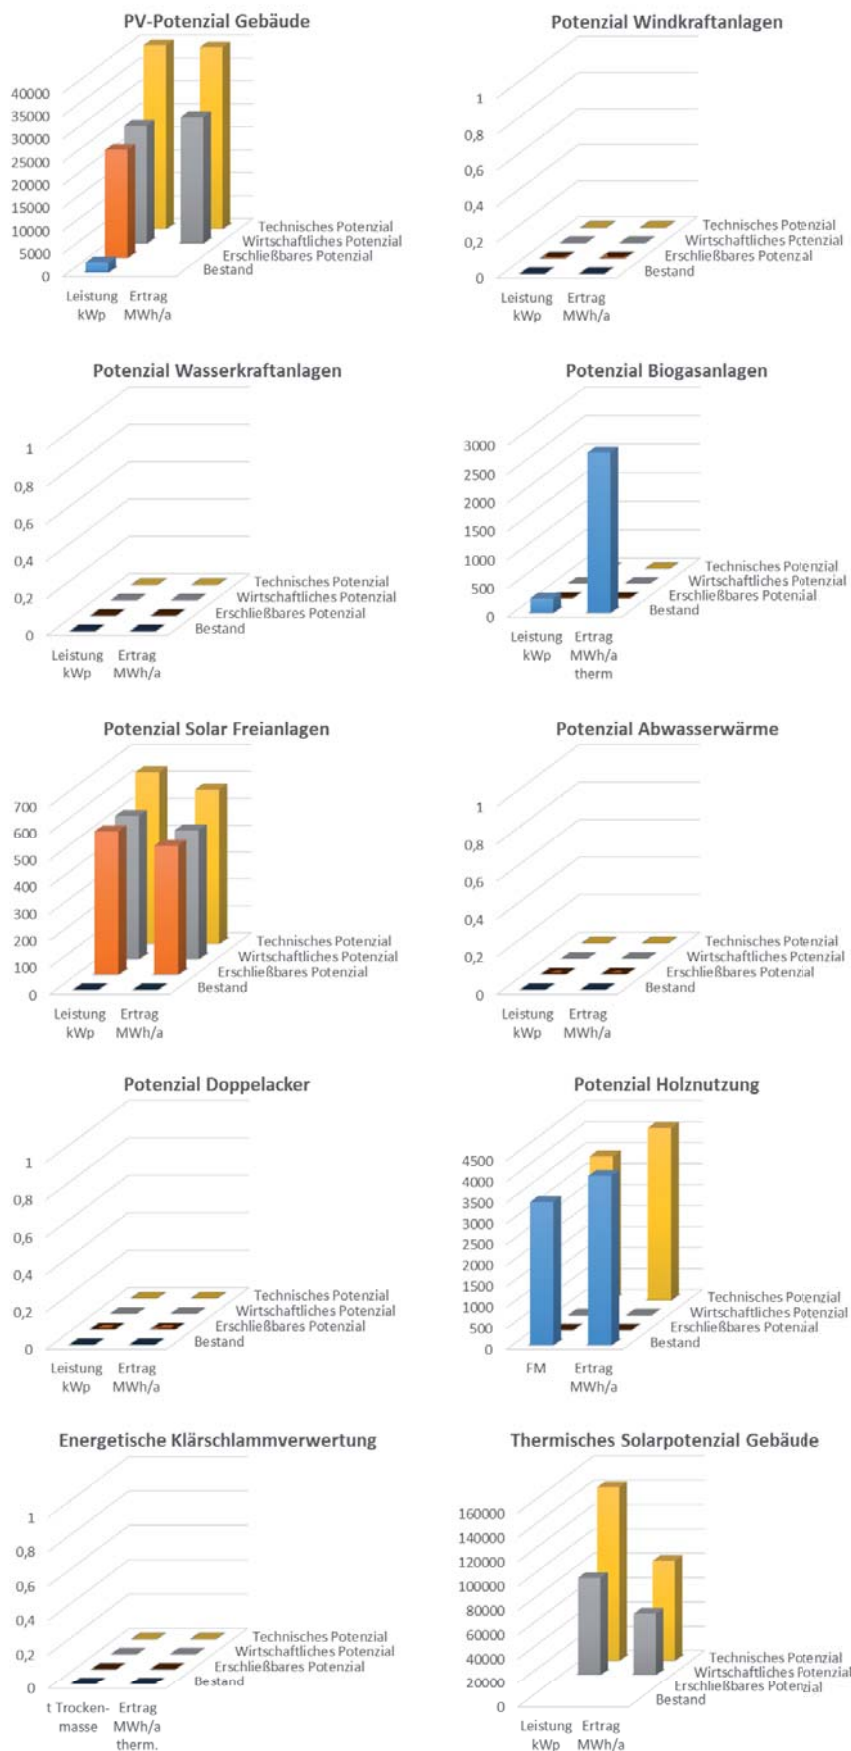 PV-Potenzial Gebäude
40000
35000
30000
25000
20000
15000
10000
5000
0
Technisches Potenzial
Wirtschaftliches Potenzial
Erschließbares Potenzial
Bestand
Leistung Ertrag
kWp MWh/a
Potenzial Windkraftanlagen
1
0,8
0,6
0,4
0,2
0
Technisches Potenzial
Wirtschaftliches Potenzial
Erschließbares Potenzial
Bestand
Leistung Ertrag
kWp MWh/a
Potenzial Wasserkraftanlagen
1
0,8
0,6
0,4
0,2
0
Technisches Potenzial
Wirtschaftliches Potenzial
Erschließbares Potenzial
Bestand
Leistung Ertrag
kWp MWh/a
Potenzial Biogasanlagen
3000
2500
2000
1500
1000
500
0
Technisches Potenzial
Wirtschaftliches Potenzial
Erschließbares Potenzial
Bestand
Leistung Ertrag
kWp MWh/a
therm
Potenzial Solar Freianlagen
700
600
500
400
300
200
100
0
Technisches Potenzial
Wirtschaftliches Potenzial
Erschließbares Potenzial
Bestand
Leistung Ertrag
kWp MWh/a
Potenzial Abwasserwärme
1
0,8
0,6
0,4
0,2
0
Technisches Potenzial
Wirtschaftliches Potenzial
Erschließbares Potenzial
Bestand
Leistung Ertrag
kWp MWh/a
Potenzial Doppelacker
1
0,8
0,6
0,4
0,2
0
Technisches Potenzial
Wirtschaftliches Potenzial
Erschließbares Potenzial
Bestand
Leistung Ertrag
kWp MWh/a
Potenzial Holznutzung
4500
4000
3500
3000
2500
2000
1500
1000
500
0
Technisches Potenzial
Wirtschaftliches Potenzial
Erschließbares Potenzial
Bestand
FM Ertrag
MWh/a
Energetische Klärschlammverwertung
1
0,8
0,6
0,4
0,2
0
Technisches Potenzial
Wirtschaftliches Potenzial
Erschließbares Potenzial
Bestand
t Trocken- Ertrag
masse MWh/a
therm.
Thermisches Solarpotenzial Gebäude
160000
140000
120000
100000
80000
60000
40000
20000
0
Technisches Potenzial
Wirtschaftliches Potenzial
Erschließbares Potenzial
Bestand
Leistung Ertrag
kWp MWh/a